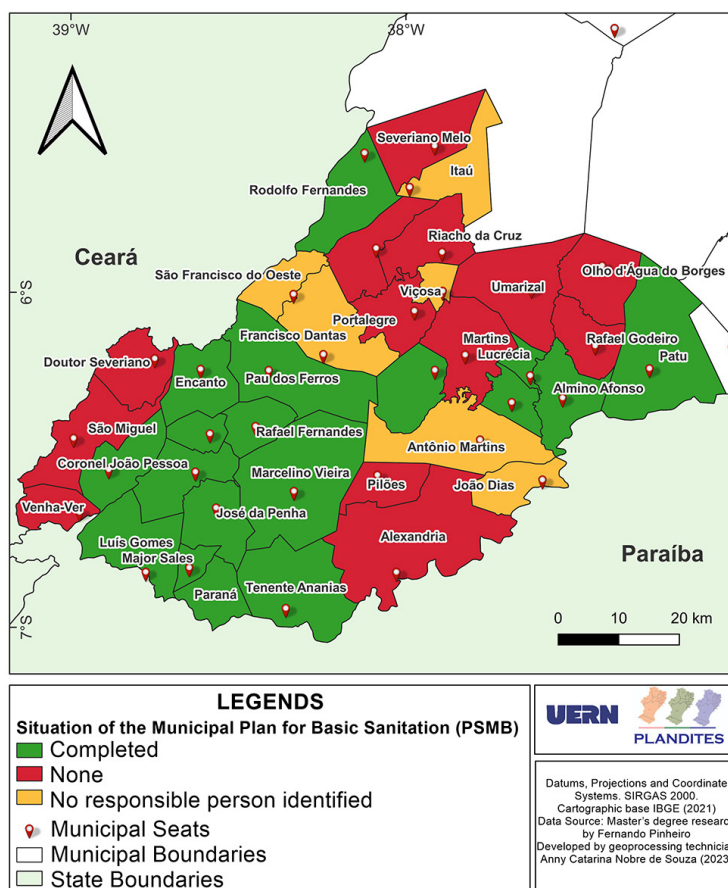 39°W
38°W
Severiano Melo
Itaú
Rodolfo Fernandes
Riacho da Cruz
Ceará
São Francisco do Oeste
Olho d'Água do Borges
6°S
Viçosa
Umarizal
Portalegre
Francisco Dantas
Martins
Rafael Godeiro
Lucrécia
Patu
Doutor Severiano
Encanto
Pau dos Ferros
Almino Afonso
São Miguel
Rafael Fernandes
Antônio Martins
Coronel João Pessoa
Marcelino Vieira
Pilões
João Dias
Venha-Ver
José da Penha
Alexandria
Luís Gomes
Major Sales
Paraíba
Paraná
Tenente Ananias
7°S
0 10 20 km
LEGENDS
Situation of the Municipal Plan for Basic Sanitation (PSMB)
Completed
None
No responsible person identified
Municipal Seats
Municipal Boundaries
State Boundaries
UERN
PLANDITES
Datums, Projections and Coordinate
Systems. SIRGAS 2000.
Cartographic base IBGE (2021)
Data Source: Master's degree researc
by Fernando Pinheiro
Developed by geoprocessing technicia
Anny Catarina Nobre de Souza (2023